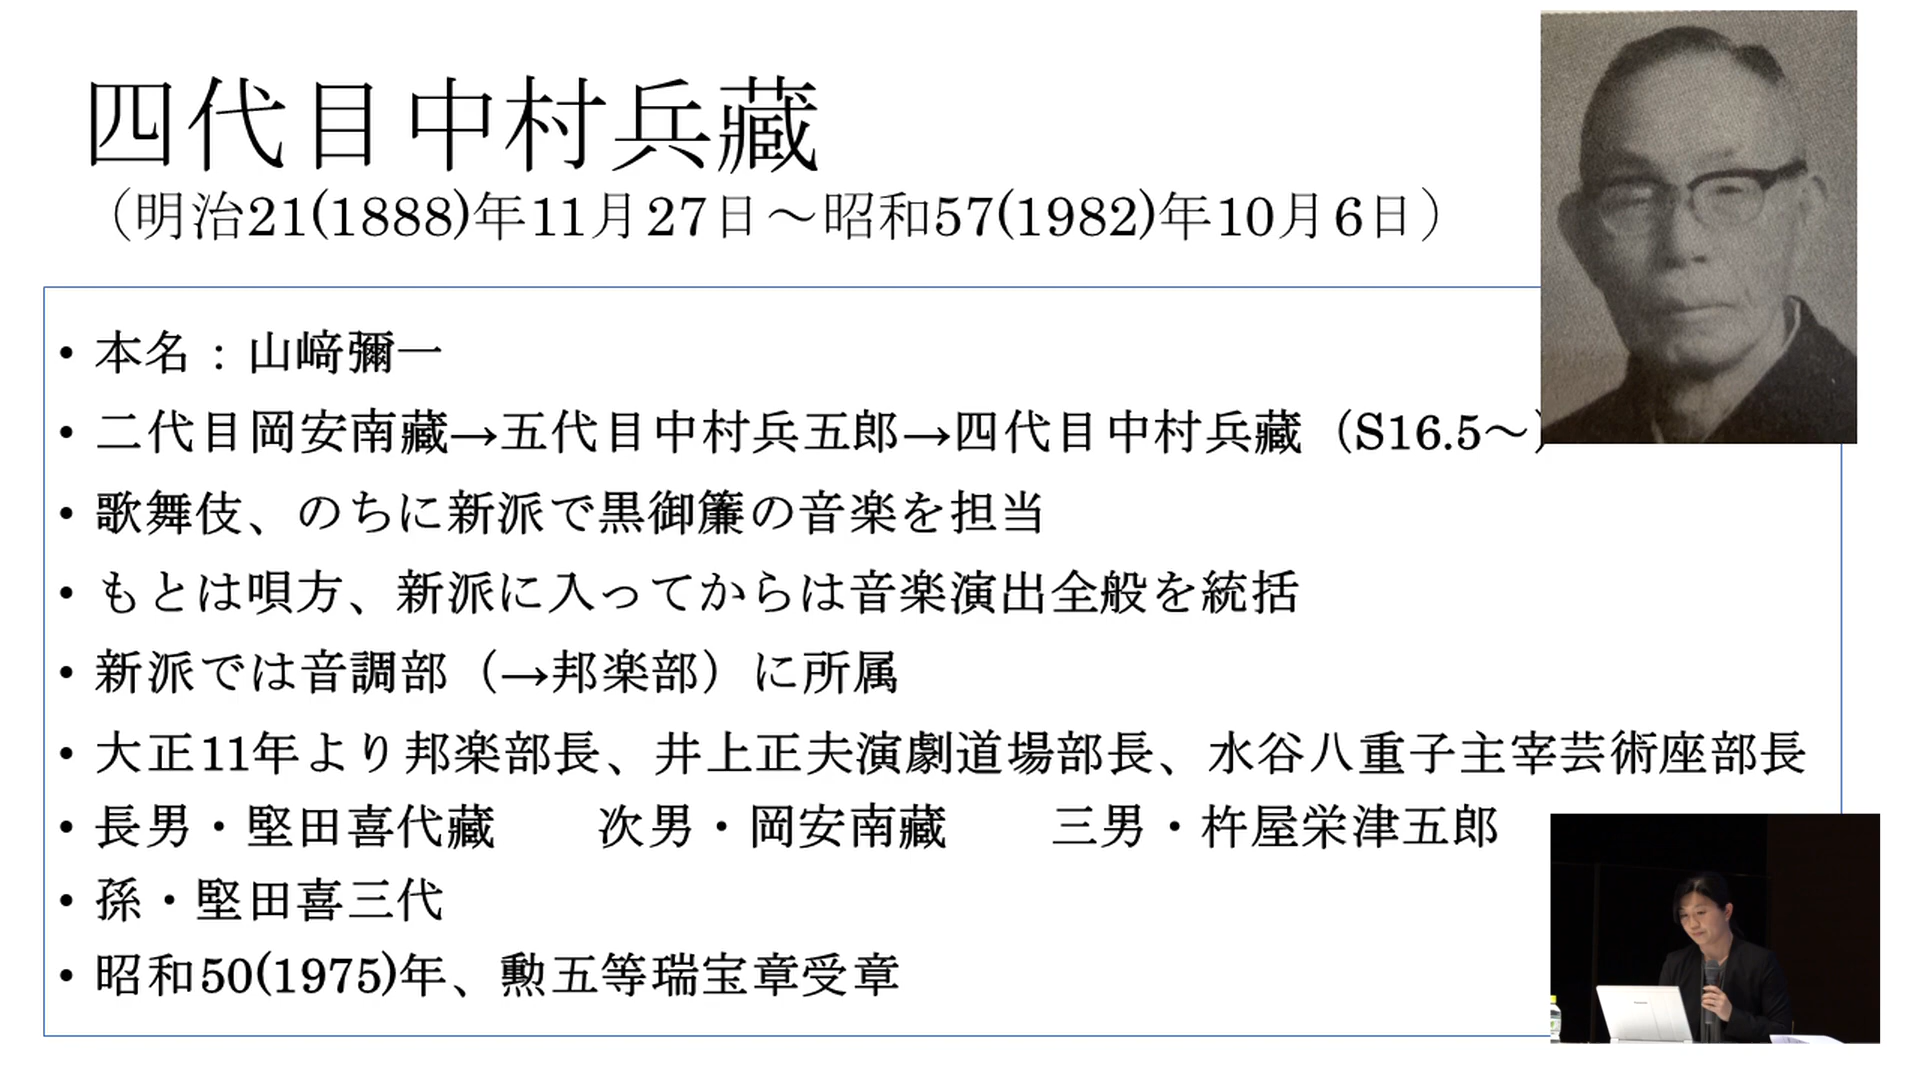 四代目中村兵藏
（明治21(1888)年11月27日～昭和57(1982)年10月6日）
• 本名：山﨑彌一
• 二代目岡安南藏→五代目中村兵五郎→四代目中村兵藏（S16.5～）
• 歌舞伎、のちに新派で黒御簾の音楽を担当
• もとは唄方、新派に入ってからは音楽演出全般を統括
• 新派では音調部（→邦楽部）に所属
• 大正11年より邦楽部長、井上正夫演劇道場部長、水谷八重子主宰芸術座部長
• 長男・堅田喜代藏　　次男・岡安南藏　　三男・杵屋栄津五郎
• 孫・堅田喜三代
• 昭和50(1975)年、勲五等瑞宝章受章